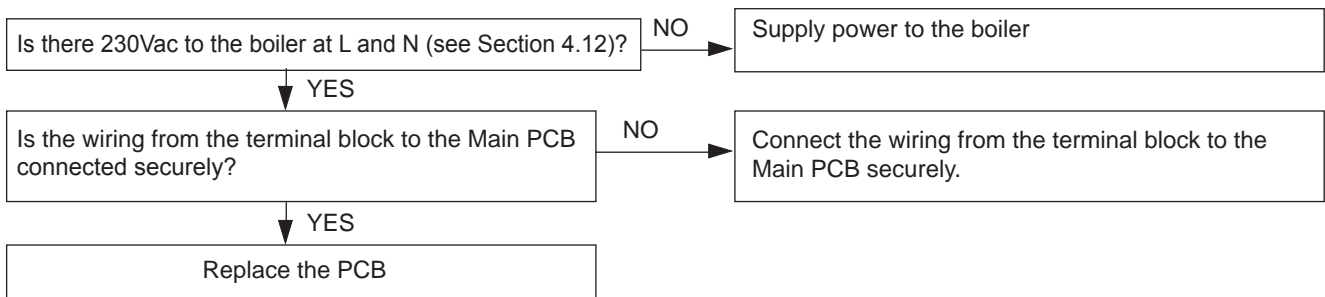 Is there 230Vac to the boiler at L and N (see Section 4.12)?
NO
Supply power to the boiler
YES
Is the wiring from the terminal block to the Main PCB
connected securely?
NO
Connect the wiring from the terminal block to the
Main PCB securely.
YES
Replace the PCB